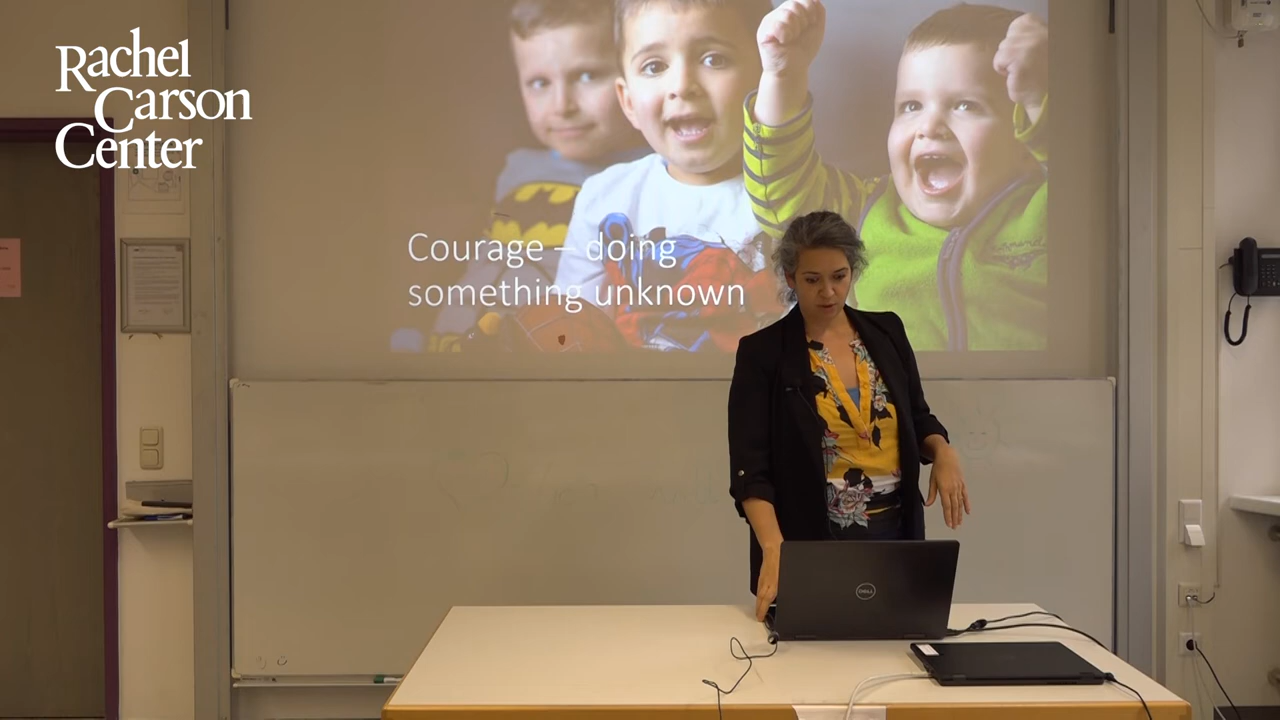 Rachel
Carson
Center
Courage – doing
something unknown
DELL